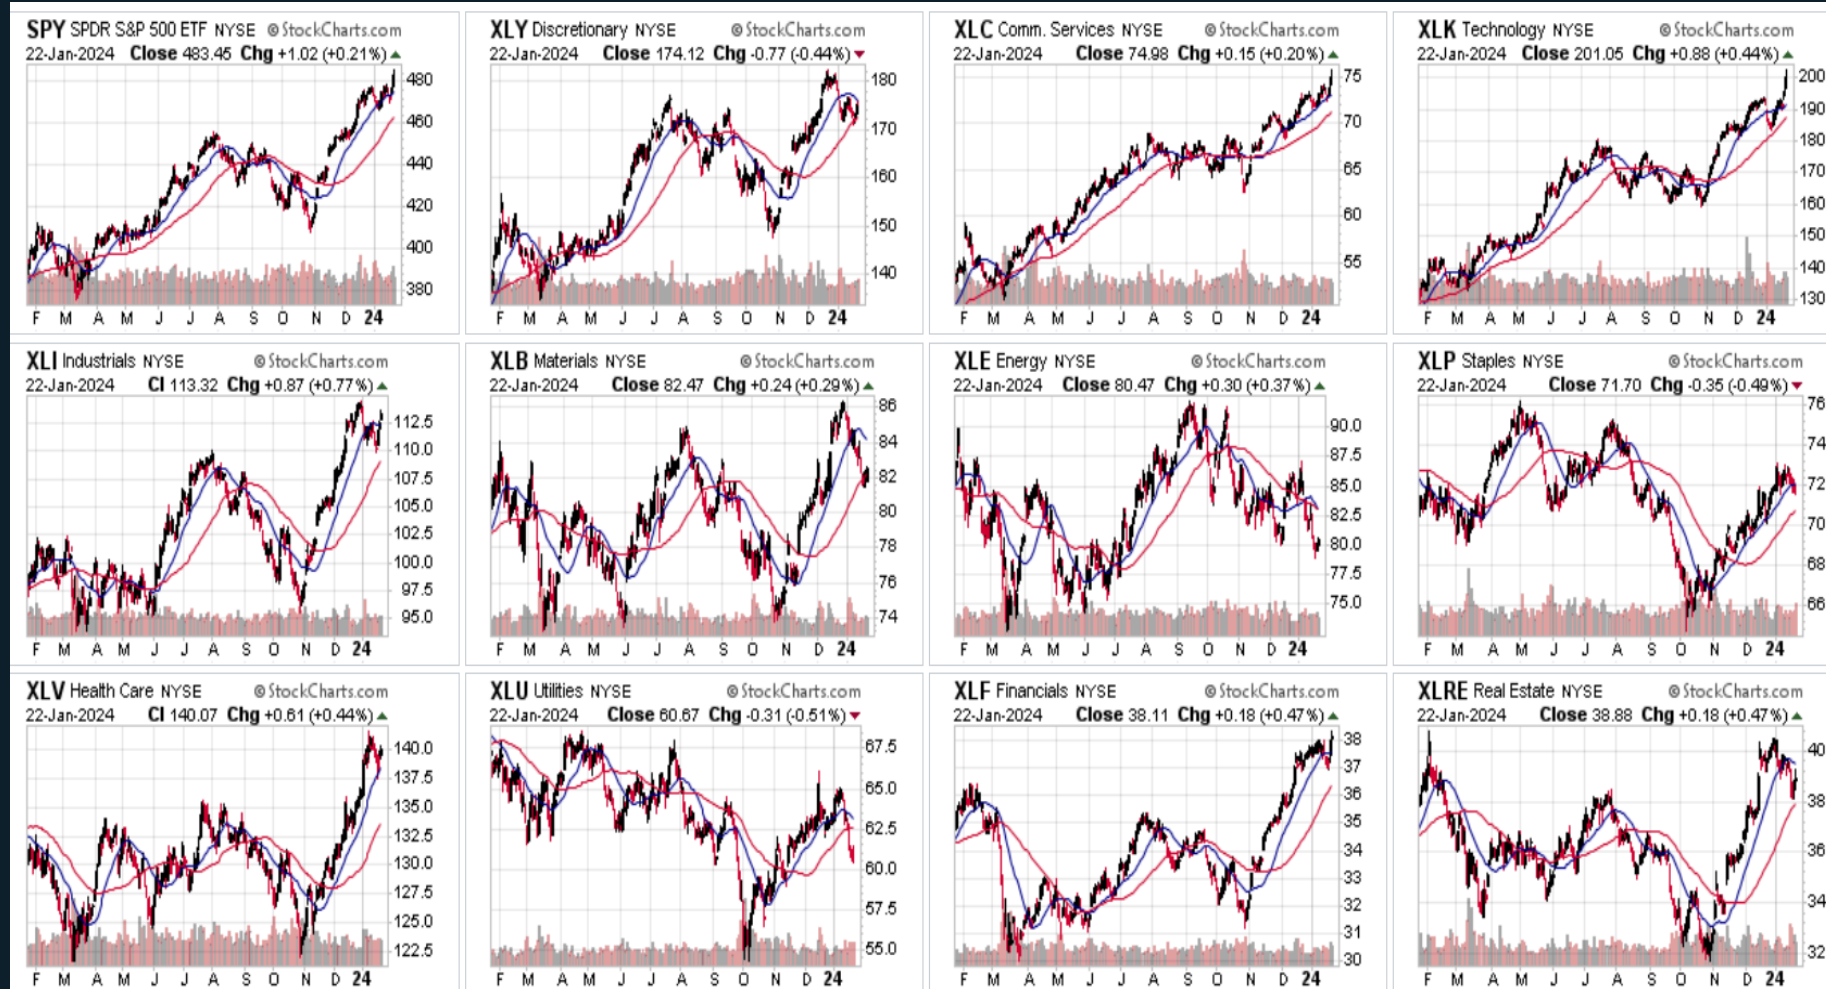 SPY SPDR S&P 500 ETF NYSE © StockCharts.com
22-Jan-2024 Close 483.45 Chg +1.02 (+0.21%)
480
460
440
420
400
380
F M A M J J A S O N D 24
XLY Discretionary NYSE © StockCharts.com
22-Jan-2024 Close 174.12 Chg -0.77 (-0.44%)
180
170
160
150
140
F M A M J J A S O N D 24
XLC Comm. Services NYSE © StockCharts.com
22-Jan-2024 Close 74.98 Chg +0.15 (+0.20%)
75
70
65
60
55
F M A M J J A S O N D 24
XLK Technology NYSE © StockCharts.com
22-Jan-2024 Close 201.05 Chg +0.88 (+0.44%)
200
190
180
170
160
150
140
130
F M A M J J A S O N D 24
XLI Industrials NYSE © StockCharts.com
22-Jan-2024 Cl 113.32 Chg +0.87 (+0.77%)
112.5
110.0
107.5
105.0
102.5
100.0
97.5
95.0
F M A M J J A S O N D 24
XLB Materials NYSE © StockCharts.com
22-Jan-2024 Close 82.47 Chg +0.24 (+0.29%)
86
84
82
80
78
76
74
F M A M J J A S O N D 24
XLE Energy NYSE © StockCharts.com
22-Jan-2024 Close 80.47 Chg +0.30 (+0.37%)
90.0
87.5
85.0
82.5
80.0
77.5
75.0
F M A M J J A S O N D 24
XLP Staples NYSE © StockCharts.com
22-Jan-2024 Close 71.70 Chg -0.35 (-0.49%)
76
74
72
70
68
66
F M A M J J A S O N D 24
XLV Health Care NYSE © StockCharts.com
22-Jan-2024 Cl 140.07 Chg +0.61 (+0.44%)
140.0
137.5
135.0
132.5
130.0
127.5
125.0
122.5
F M A M J J A S O N D 24
XLU Utilities NYSE © StockCharts.com
22-Jan-2024 Close 60.67 Chg -0.31 (-0.51%)
67.5
65.0
62.5
60.0
57.5
55.0
F M A M J J A S O N D 24
XLF Financials NYSE © StockCharts.com
22-Jan-2024 Close 38.11 Chg +0.18 (+0.47%)
38
37
36
35
34
33
32
31
30
F M A M J J A S O N D 24
XLRE Real Estate NYSE © StockCharts.com
22-Jan-2024 Close 38.88 Chg +0.18 (+0.47%)
40
38
36
34
32
F M A M J J A S O N D 24